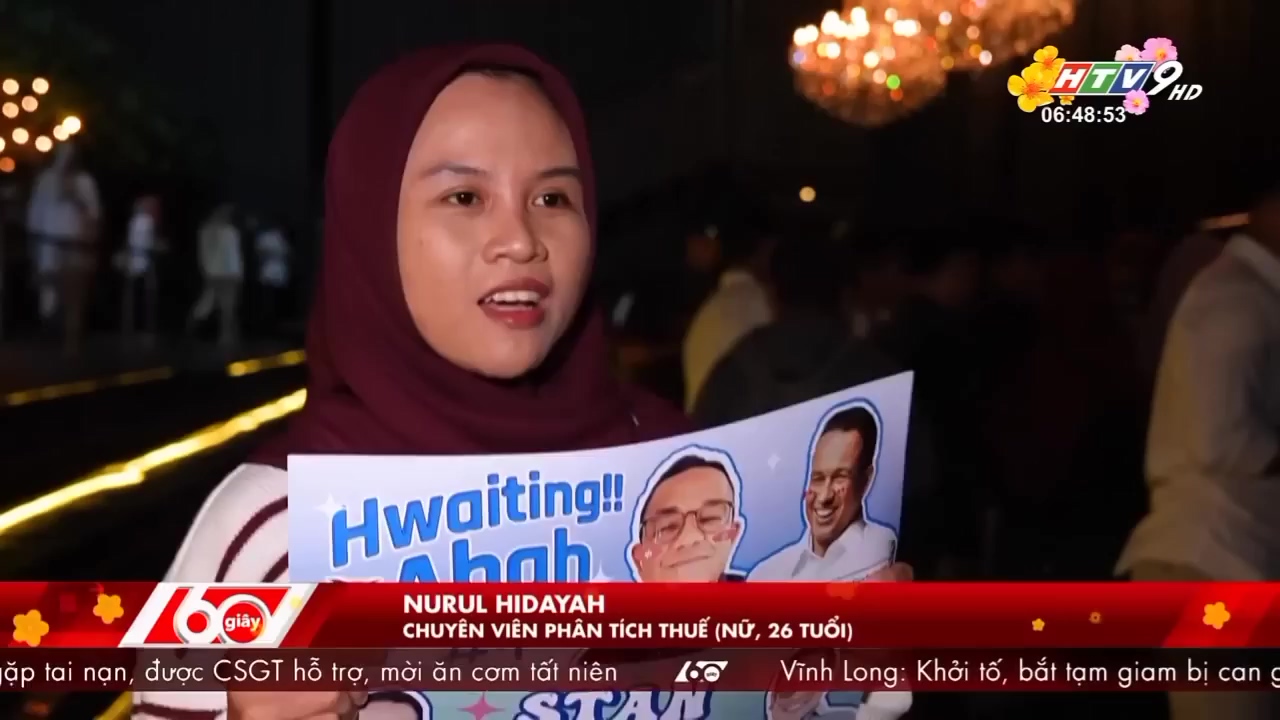 HTV9 HD
06:48:53
Hwaiting!!
Abah
60 giây
NURUL HIDAYAH
CHUYÊN VIÊN PHÂN TÍCH THUẾ (NỮ, 26 TUỔI)
gặp tai nạn, được CSGT hỗ trợ, mời ăn cơm tất niên
60 giây
Vĩnh Long: Khởi tố, bắt tạm giam bị can g
STAN